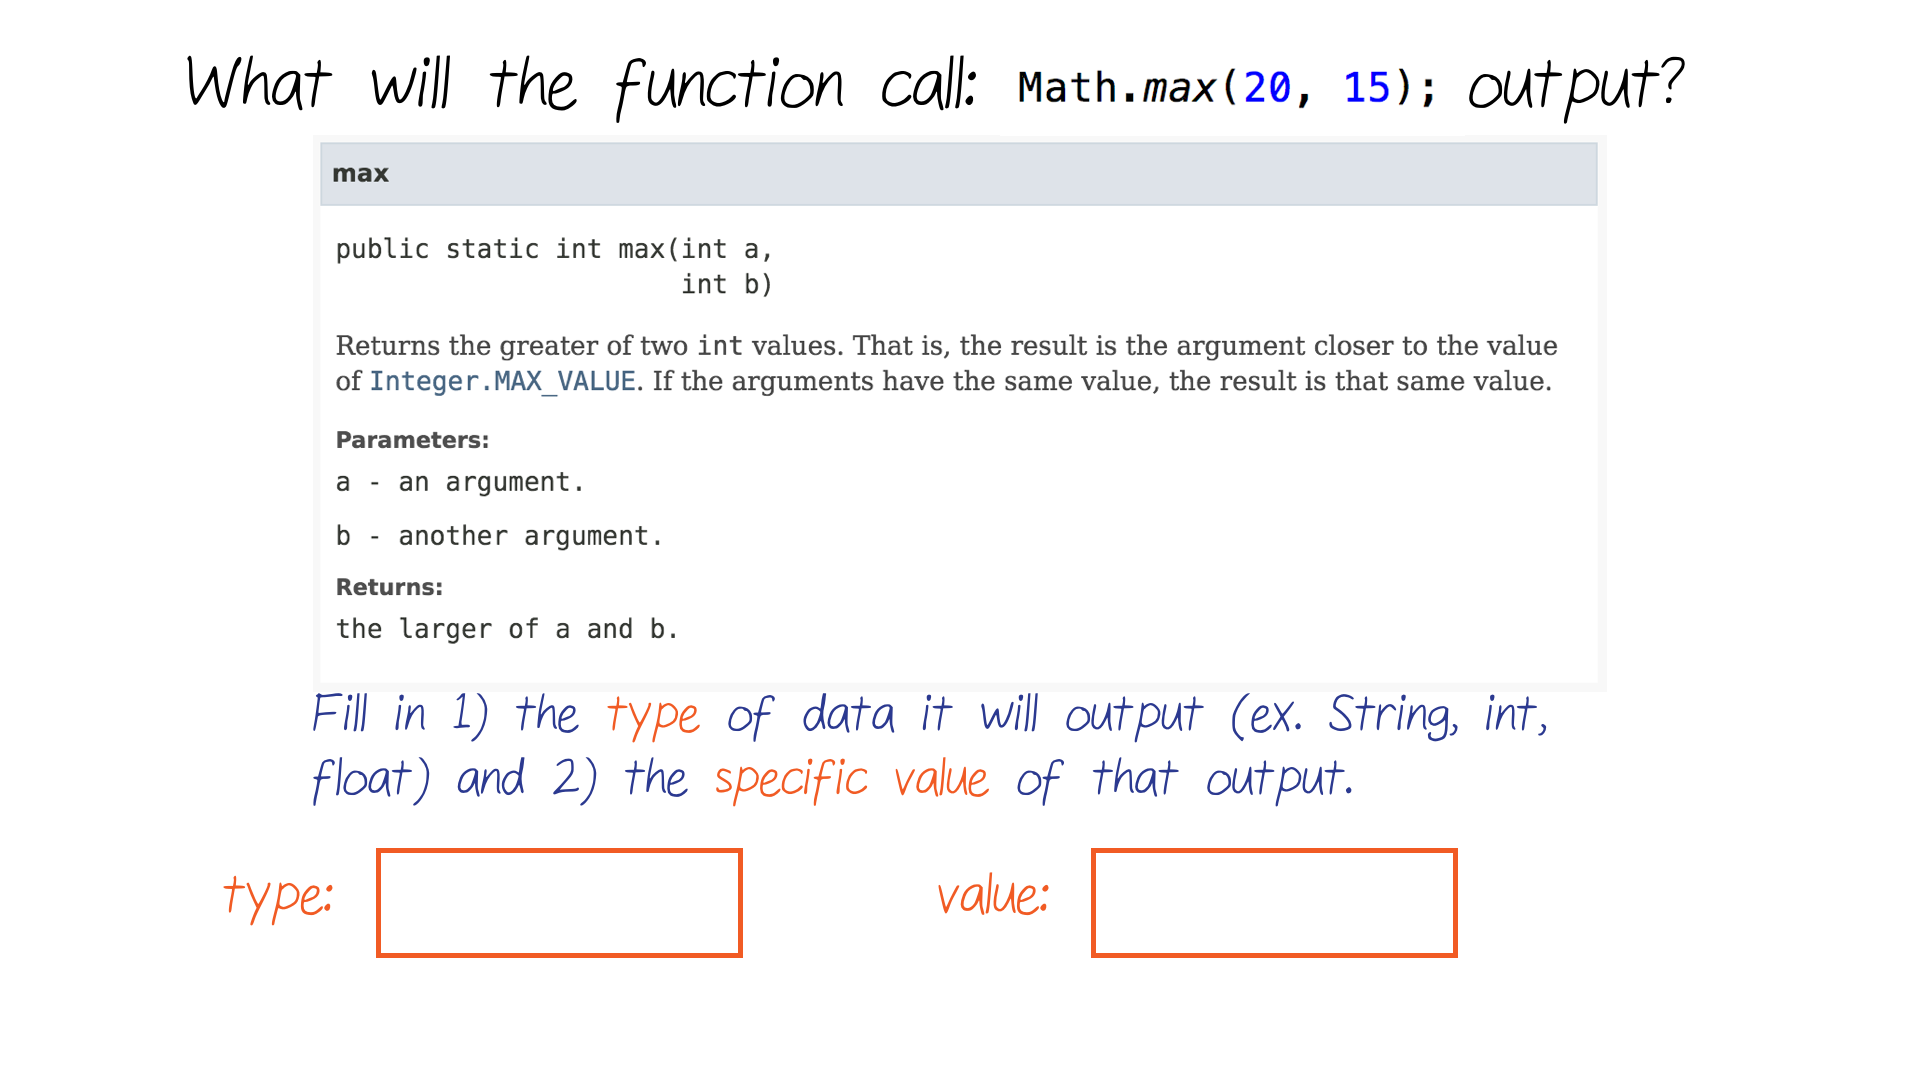 What will the function call: Math.max(20, 15); output?
max
public static int max(int a,
int b)
Returns the greater of two int values. That is, the result is the argument closer to the value
of Integer.MAX_VALUE. If the arguments have the same value, the result is that same value.
Parameters:
a - an argument.
b - another argument.
Returns:
the larger of a and b.
Fill in 1) the type of data it will output (ex. String, int,
float) and 2) the specific value of that output.
type: value: